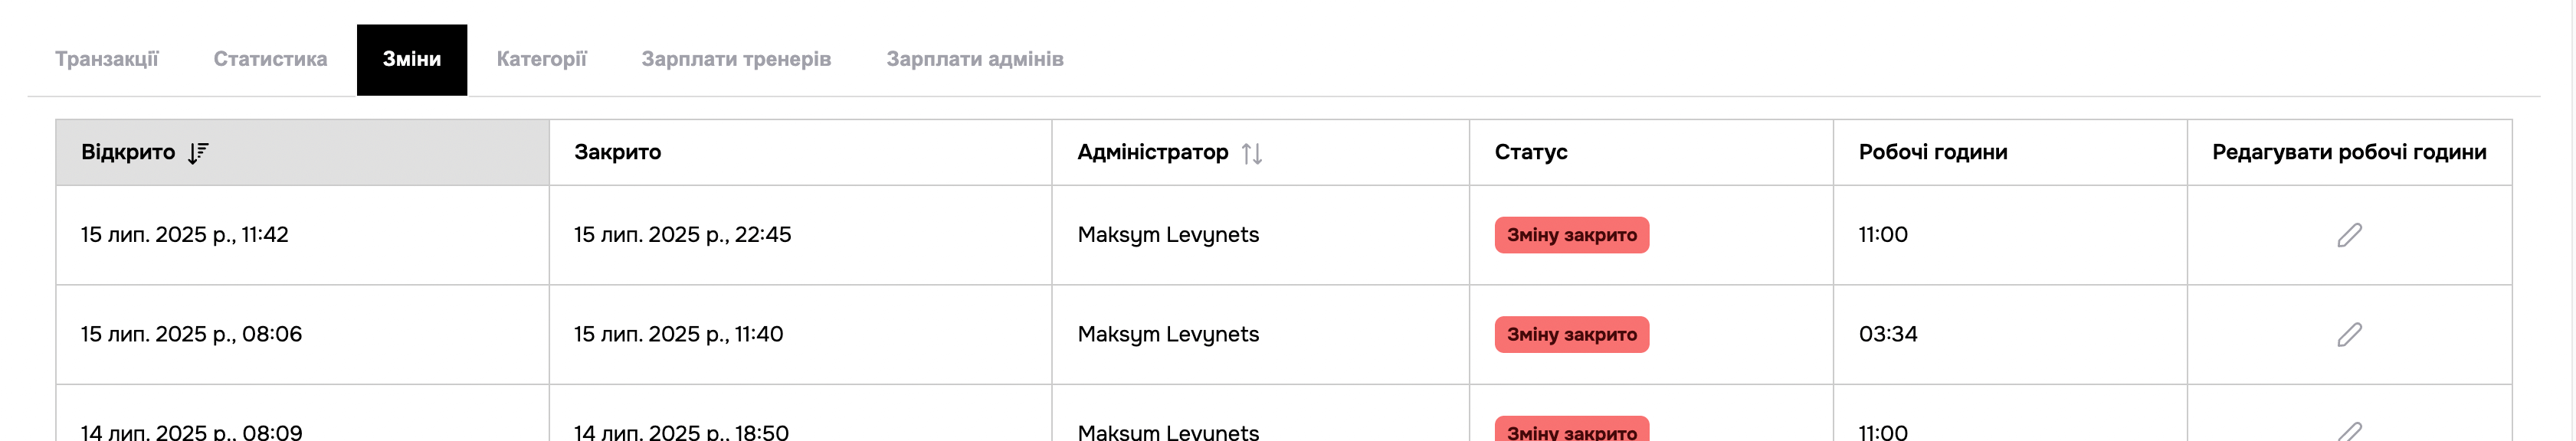 Транзакції Статистика Зміни Категорії Зарплати тренерів Зарплати адмінів
Відкрито Закрито Адміністратор Статус Робочі години Редагувати робочі години
15 лип. 2025 р., 11:42 15 лип. 2025 р., 22:45 Maksym Levynets Зміну закрито 11:00
15 лип. 2025 р., 08:06 15 лип. 2025 р., 11:40 Maksym Levynets Зміну закрито 03:34
14 лип. 2025 р., 08:09 14 лип. 2025 р., 18:50 Maksym Levynets Зміну закрито 11:00